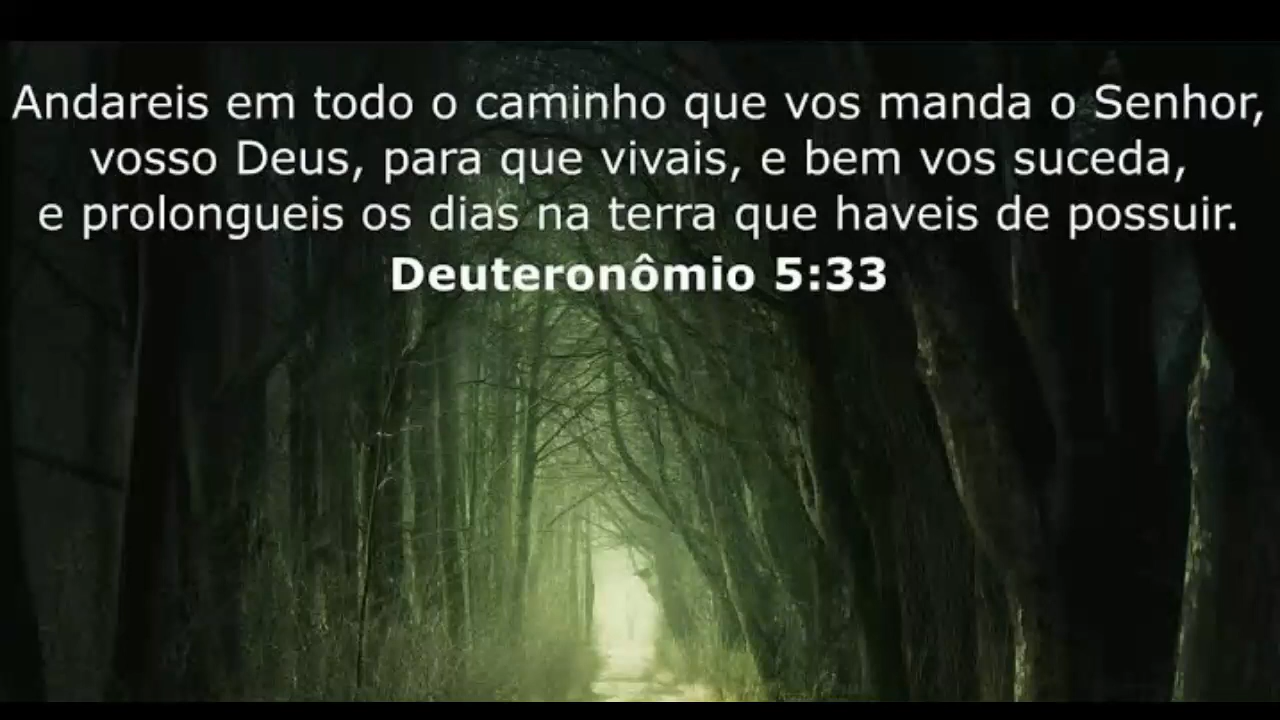 Andareis em todo o caminho que vos manda o Senhor,
vosso Deus, para que vivais, e bem vos suceda,
e prolongueis os dias na terra que haveis de possuir.
Deuteronômio 5:33